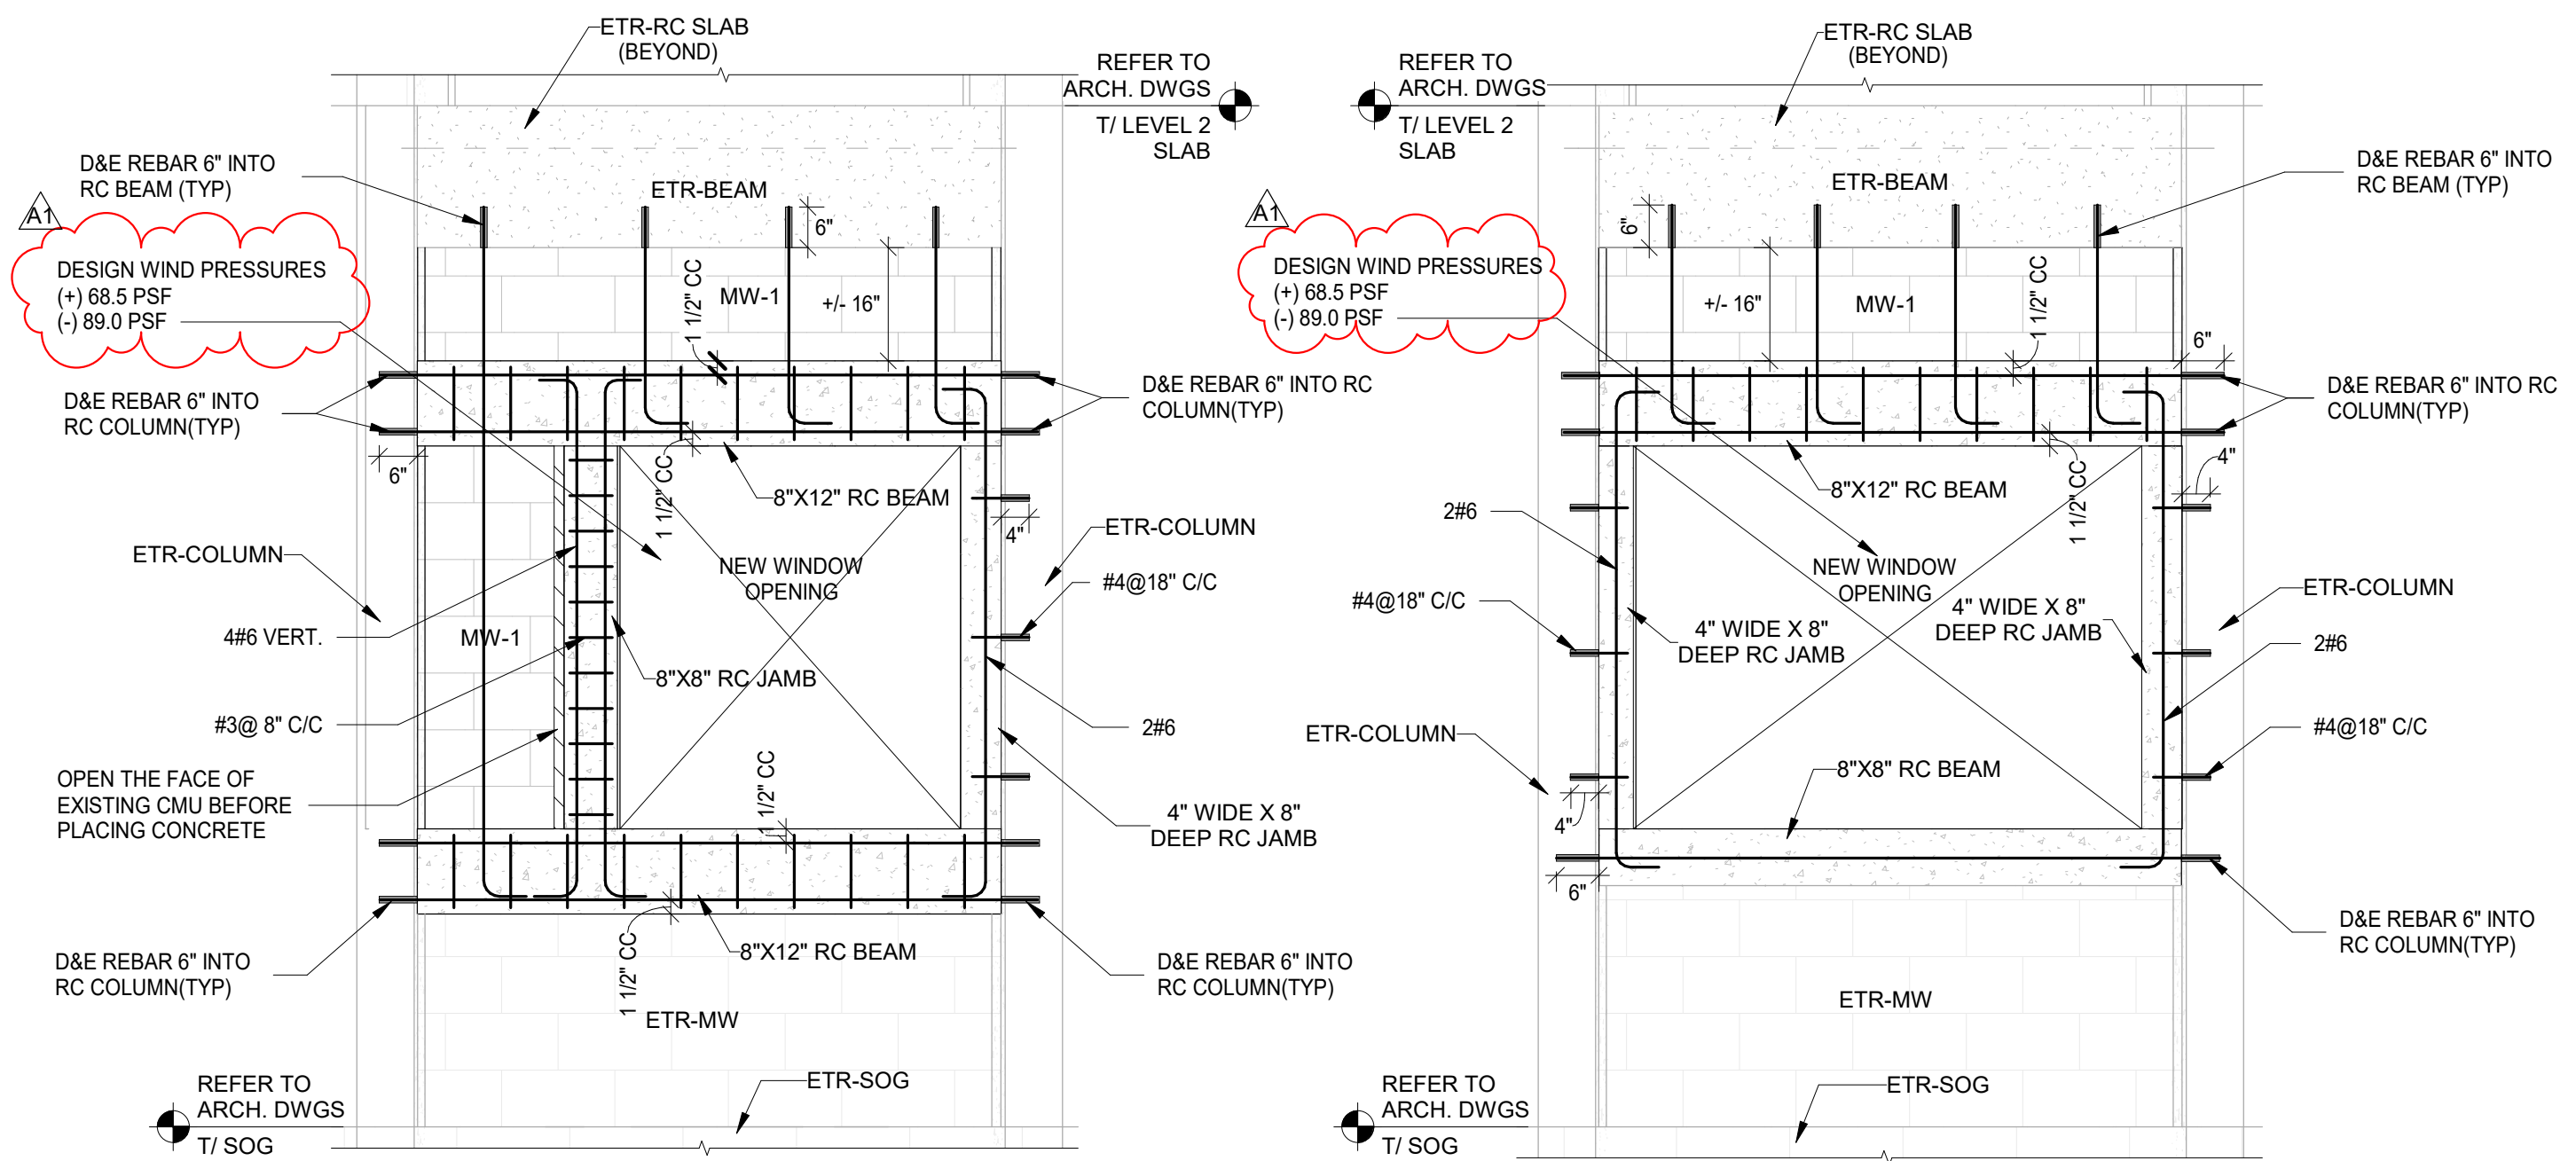 ETR-RC SLAB
(BEYOND)
REFER TO
ARCH. DWGS
T/ LEVEL 2
SLAB
D&E REBAR 6" INTO
RC BEAM (TYP)
A1
DESIGN WIND PRESSURES
(+) 68.5 PSF
(-) 89.0 PSF
ETR-BEAM
6"
MW-1
+/- 16"
1 1/2" CC
D&E REBAR 6" INTO
RC COLUMN(TYP)
D&E REBAR 6" INTO RC
COLUMN(TYP)
6"
1 1/2" CC
8"X12" RC BEAM
4"
ETR-COLUMN
ETR-COLUMN
NEW WINDOW
OPENING
#4@18" C/C
4#6 VERT.
MW-1
8"X8" RC JAMB
#3@ 8" C/C
2#6
OPEN THE FACE OF
EXISTING CMU BEFORE
PLACING CONCRETE
1 1/2" CC
4" WIDE X 8"
DEEP RC JAMB
D&E REBAR 6" INTO
RC COLUMN(TYP)
1 1/2" CC
8"X12" RC BEAM
D&E REBAR 6" INTO
RC COLUMN(TYP)
ETR-MW
ETR-SOG
REFER TO
ARCH. DWGS
T/ SOG
ETR-RC SLAB
(BEYOND)
REFER TO
ARCH. DWGS
T/ LEVEL 2
SLAB
D&E REBAR 6" INTO
RC BEAM (TYP)
A1
DESIGN WIND PRESSURES
(+) 68.5 PSF
(-) 89.0 PSF
ETR-BEAM
6"
+/- 16"
MW-1
1 1/2" CC
6"
D&E REBAR 6" INTO RC
COLUMN(TYP)
4"
8"X12" RC BEAM
1 1/2" CC
2#6
NEW WINDOW
OPENING
#4@18" C/C
4" WIDE X 8"
DEEP RC JAMB
4" WIDE X 8"
DEEP RC JAMB
ETR-COLUMN
2#6
#4@18" C/C
ETR-COLUMN
8"X8" RC BEAM
4"
6"
D&E REBAR 6" INTO
RC COLUMN(TYP)
ETR-MW
ETR-SOG
REFER TO
ARCH. DWGS
T/ SOG